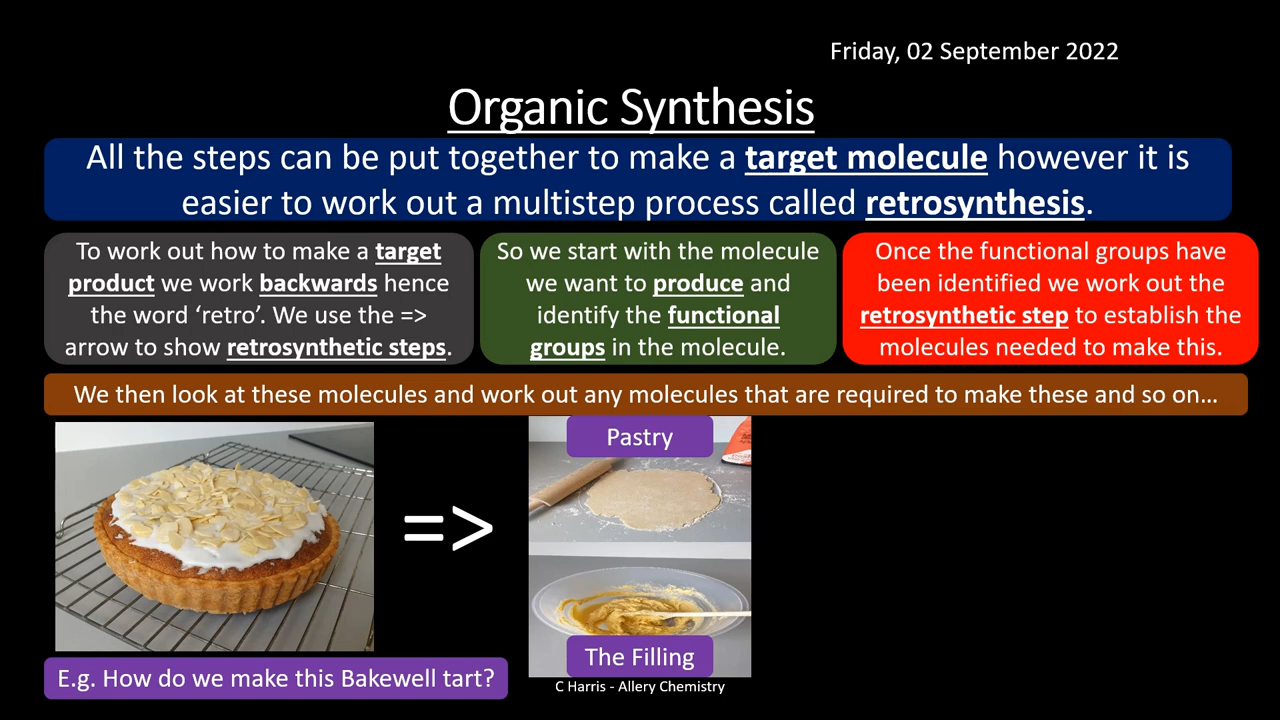 Friday, 02 September 2022
Organic Synthesis
All the steps can be put together to make a target molecule however it is
easier to work out a multistep process called retrosynthesis.
To work out how to make a target
product we work backwards hence
the word ‘retro’. We use the =>
arrow to show retrosynthetic steps.
So we start with the molecule
we want to produce and
identify the functional
groups in the molecule.
Once the functional groups have
been identified we work out the
retrosynthetic step to establish the
molecules needed to make this.
We then look at these molecules and work out any molecules that are required to make these and so on...
=>
Pastry
The Filling
E.g. How do we make this Bakewell tart?
C Harris - Allery Chemistry